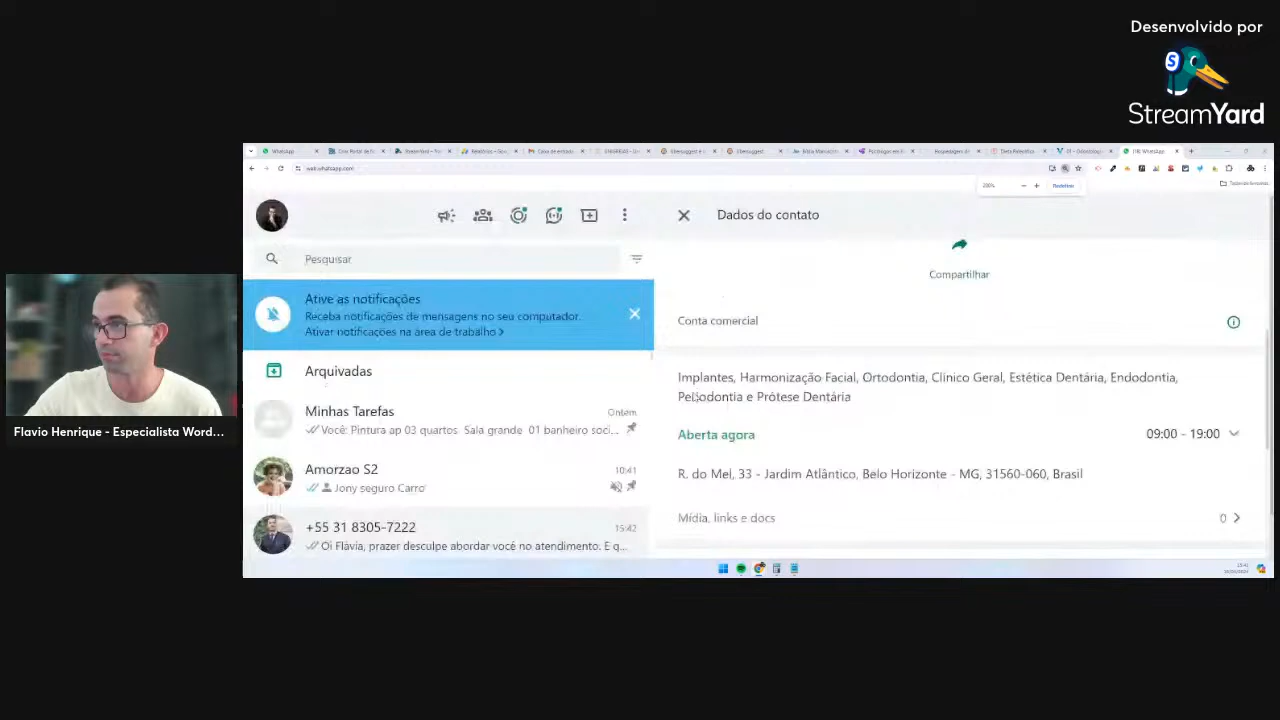 Desenvolvido por
StreamYard
web.whatsapp.com
200%
Redefinir
Dados do contato
Pesquisar
Compartilhar
Ative as notificações
Receba notificações de mensagens no seu computador.
Ativar notificações na área de trabalho
Conta comercial
Arquivadas
Implantes, Harmonização Facial, Ortodontia, Clínico Geral, Estética Dentária, Endodontia,
Periodontia e Prótese Dentária
Minhas Tarefas
Ontem
Você: Pintura ap 03 quartos Sala grande 01 banheiro soci...
Aberta agora
09:00 - 19:00
Flavio Henrique - Especialista Word...
Amorzao S2
10:41
Jony seguro Carro
R. do Mel, 33 - Jardim Atlântico, Belo Horizonte - MG, 31560-060, Brasil
Mídia, links e docs
0
+55 31 8305-7222
15:42
Oi Flávia, prazer desculpe abordar você no atendimento. E q...